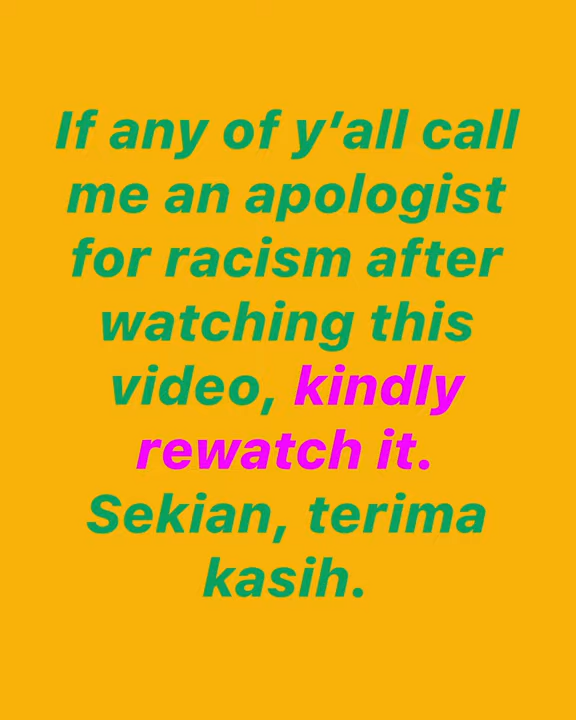 If any of y'all call
me an apologist
for racism after
watching this
video, kindly
rewatch it.
Sekian, terima
kasih.